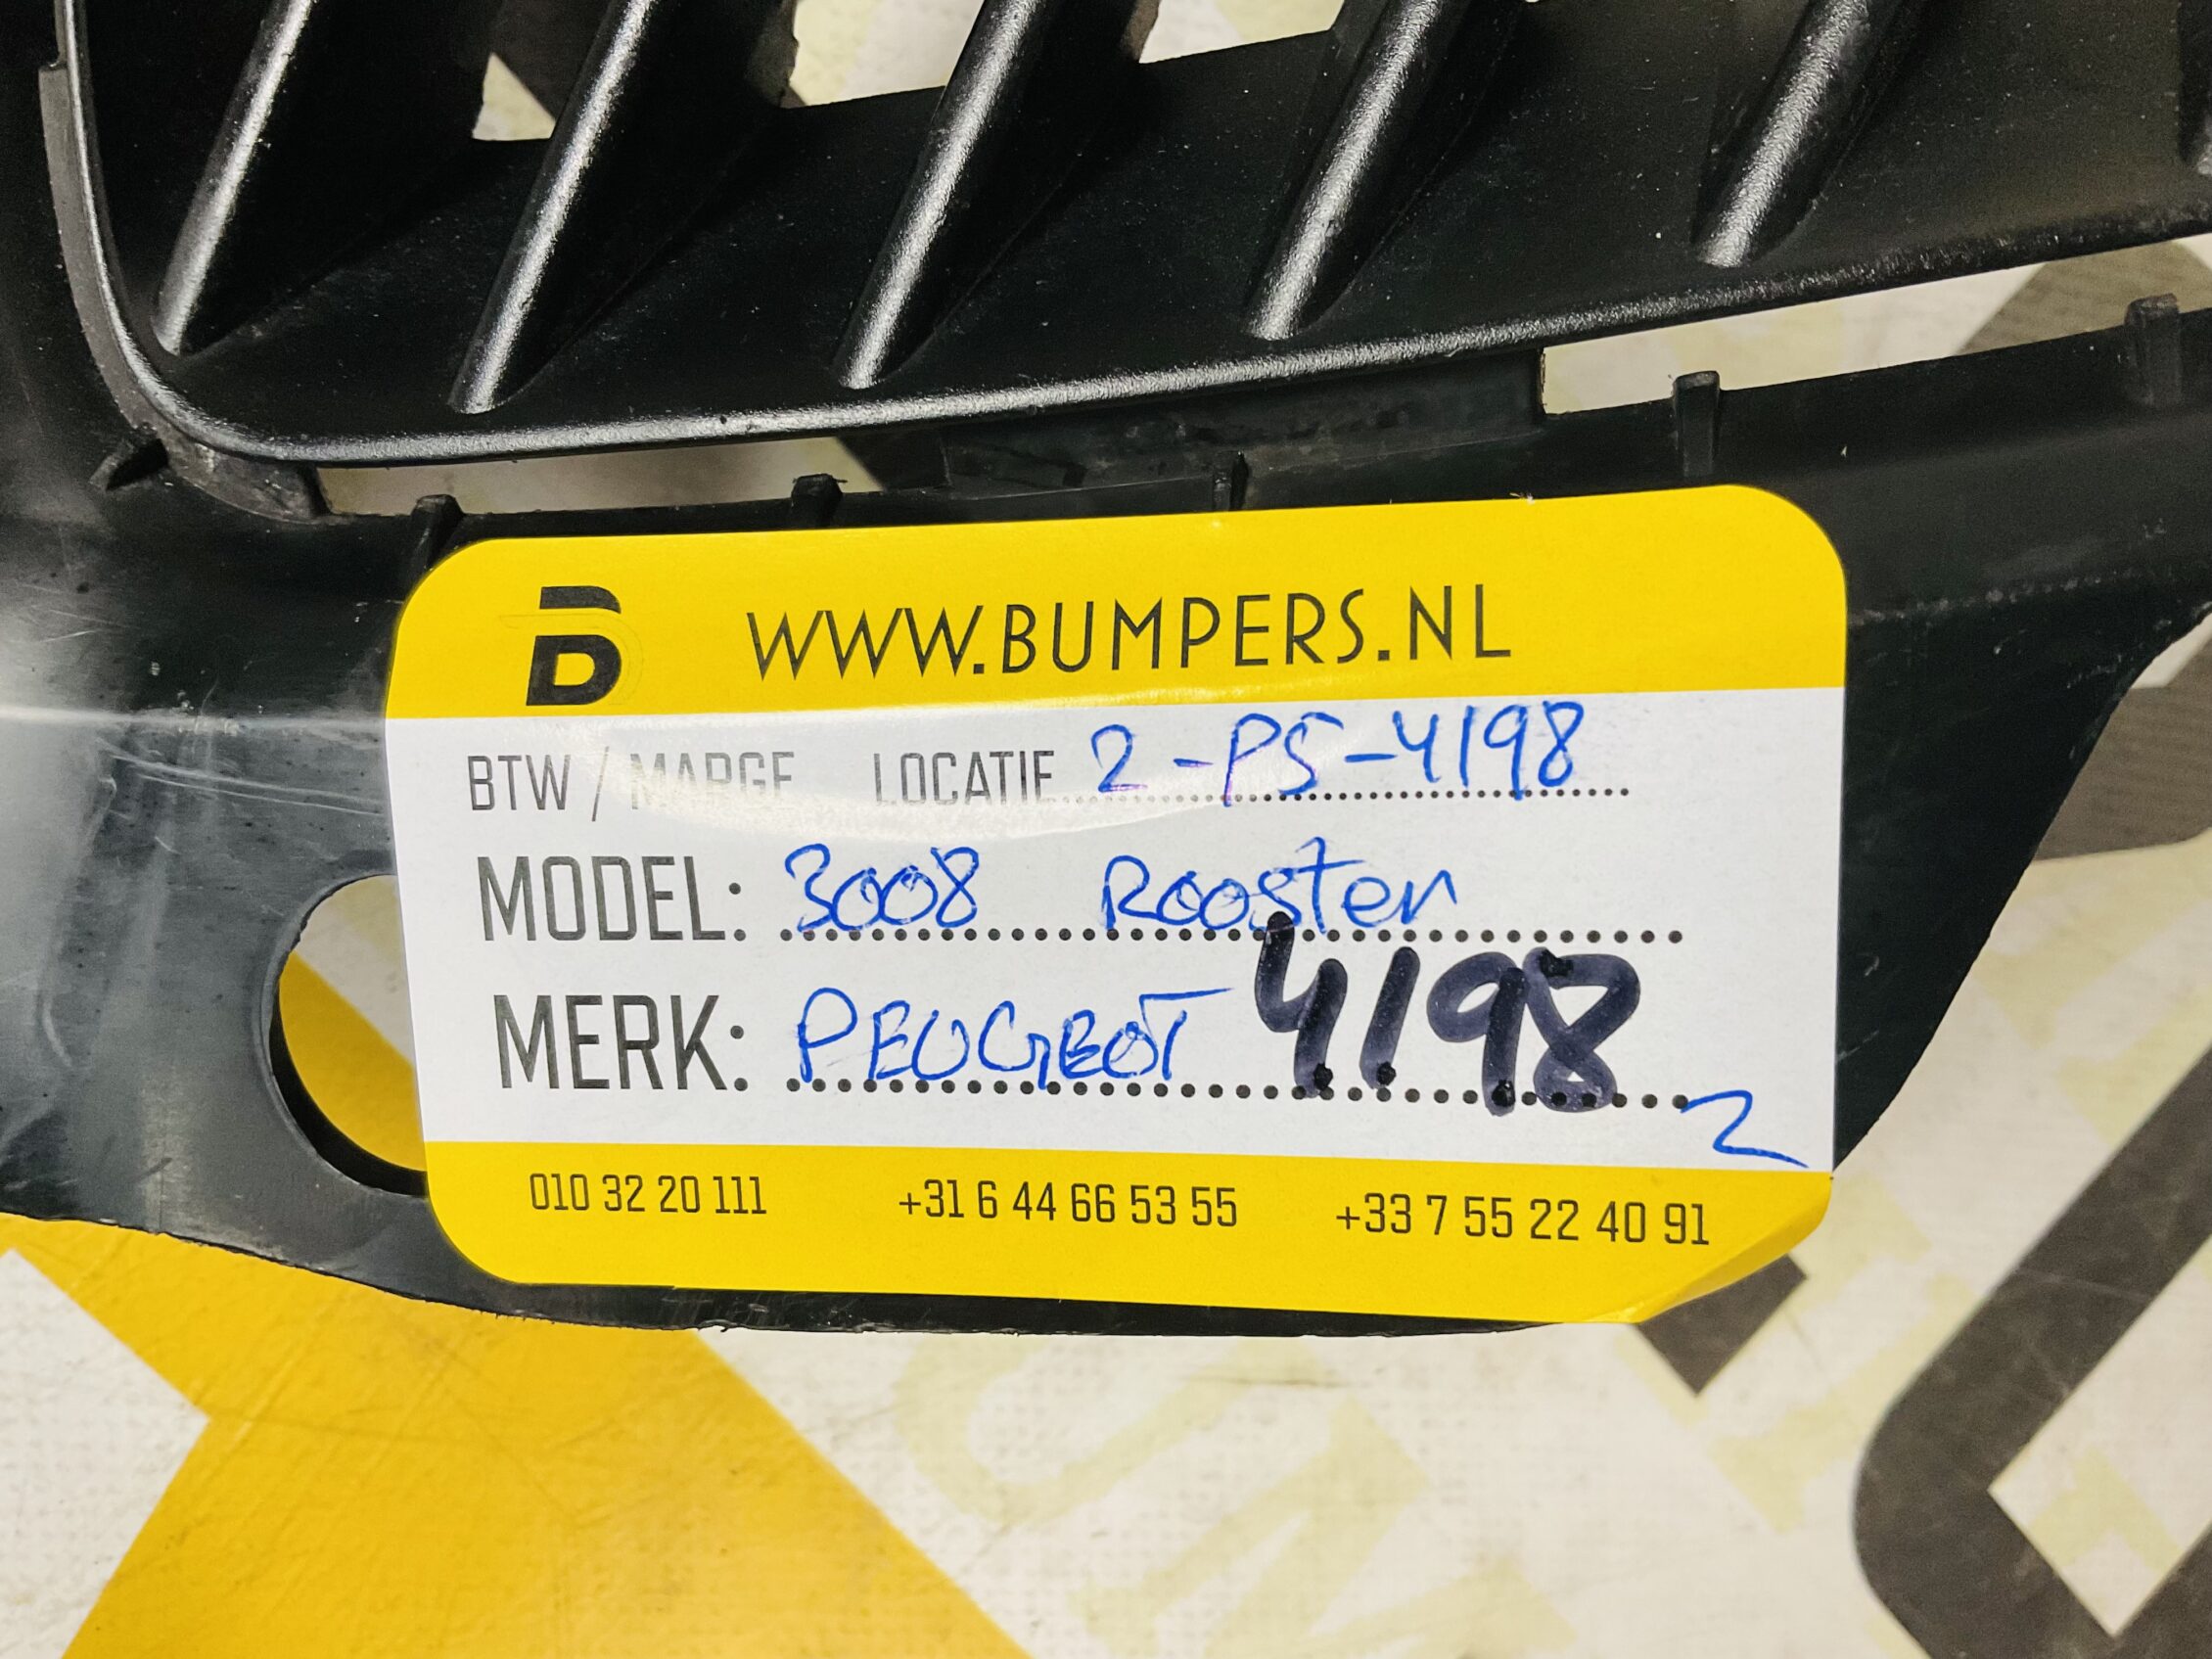 B WWW.BUMPERS.NL
BTW / MARGE LOCATIE 2-PS-4198
MODEL: 3008 Rooster
MERK: PEUGEOT 4198
2
010 32 20 111 +31 6 44 66 53 55 +33 7 55 22 40 91